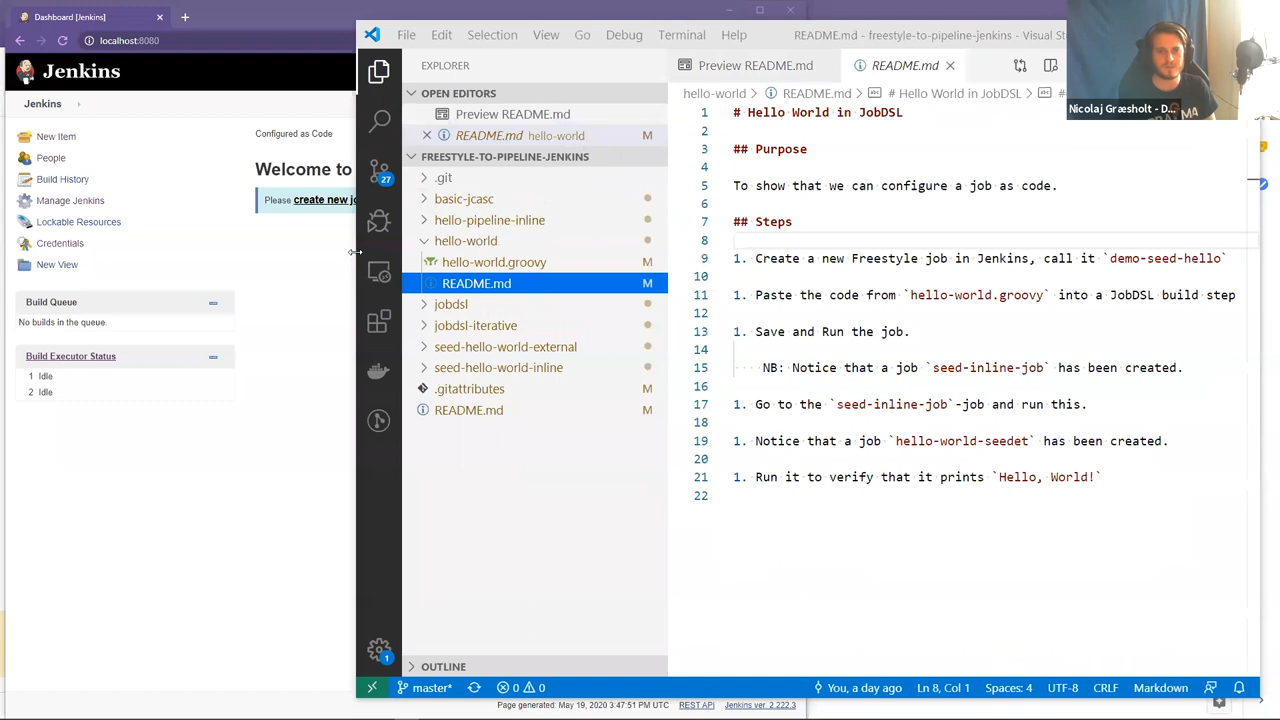 Dashboard [Jenkins]
localhost:8080
Jenkins
Jenkins
New Item
People
Build History
Manage Jenkins
Lockable Resources
Credentials
New View
Build Queue
No builds in the queue.
Build Executor Status
1 Idle
2 Idle
Configured as Code
Welcome to
Please create new jo
File Edit Selection View Go Debug Terminal Help
README.md - freestyle-to-pipeline-jenkins - Visual Stu
EXPLORER
OPEN EDITORS
Preview README.md
README.md hello-world M
FREESTYLE-TO-PIPELINE-JENKINS
.git
basic-jcasc
hello-pipeline-inline
hello-world
hello-world.groovy M
README.md M
jobdsl
jobdsl-iterative
seed-hello-world-external
seed-hello-world-inline
.gitattributes M
README.md M
OUTLINE
27
1
Preview README.md
README.md
hello-world > README.md > # Hello World in JobDSL >
1 # Hello World in JobDSL
2
3 ## Purpose
4
5 To show that we can configure a job as code.
6
7 ## Steps
8
9 1. Create a new Freestyle job in Jenkins, call it `demo-seed-hello`
10
11 1. Paste the code from `hello-world.groovy` into a JobDSL build step
12
13 1. Save and Run the job.
14
15 NB: Notice that a job `seed-inline-job` has been created.
16
17 1. Go to the `seed-inline-job`-job and run this.
18
19 1. Notice that a job `hello-world-seedet` has been created.
20
21 1. Run it to verify that it prints `Hello, World!`
22
Nicolaj Græsholt - D...
master* 0 0 You, a day ago Ln 8, Col 1 Spaces: 4 UTF-8 CRLF Markdown
Page generated: May 19, 2020 3:47:51 PM UTC REST API Jenkins ver. 2.222.3